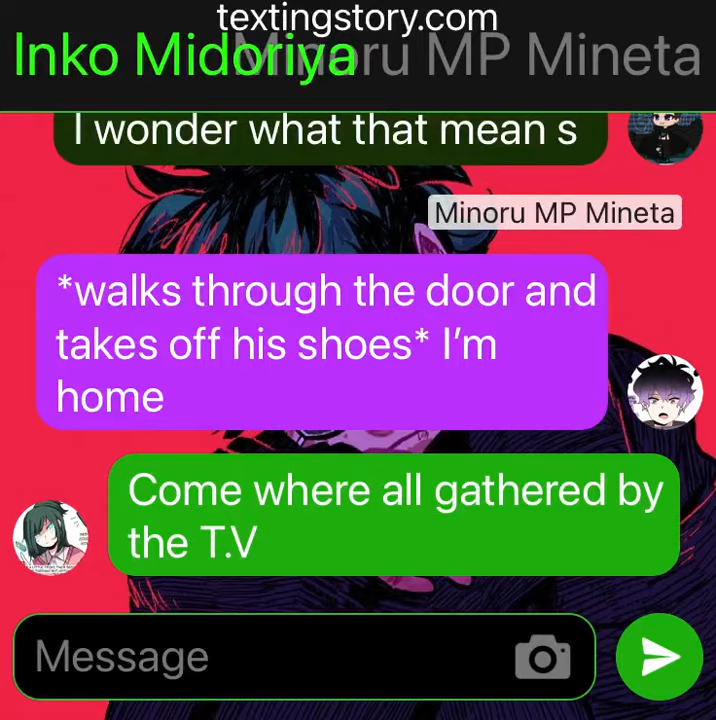 textingstory.com
Inko Midoriya Minoru MP Mineta
I wonder what that mean s
Minoru MP Mineta
*walks through the door and
takes off his shoes* I’m
home
Come where all gathered by
the T.V
Message